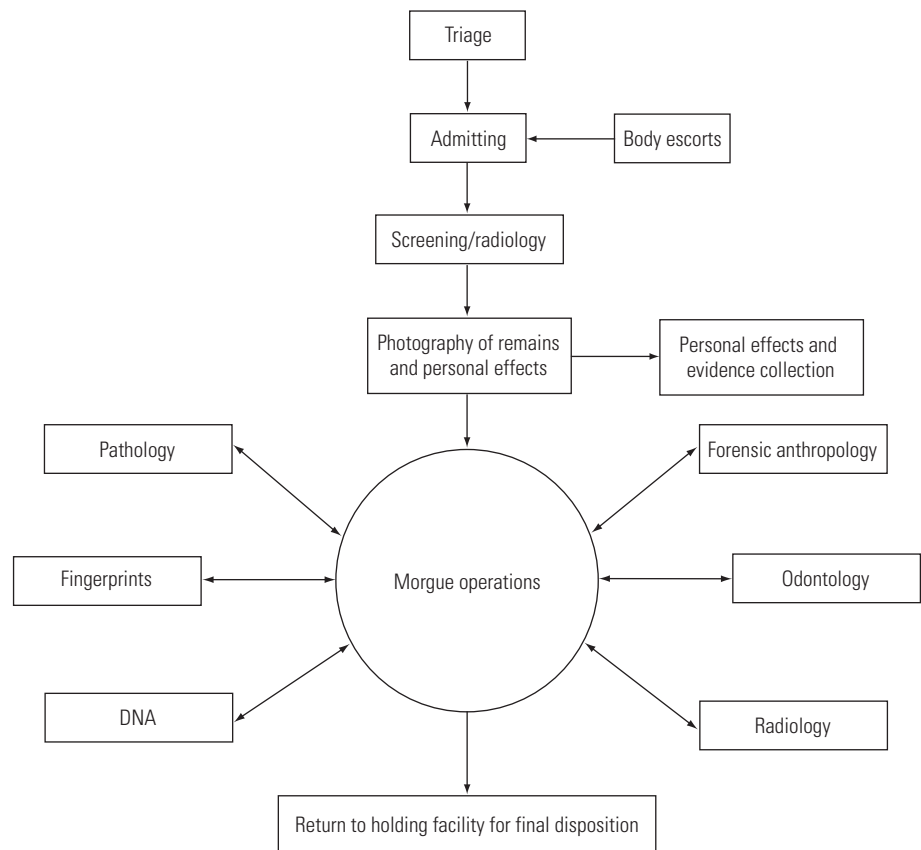 Triage
Admitting
Body escorts
Screening/radiology
Photography of remains
and personal effects
Personal effects and
evidence collection
Pathology
Forensic anthropology
Fingerprints
Morgue operations
Odontology
DNA
Radiology
Return to holding facility for final disposition